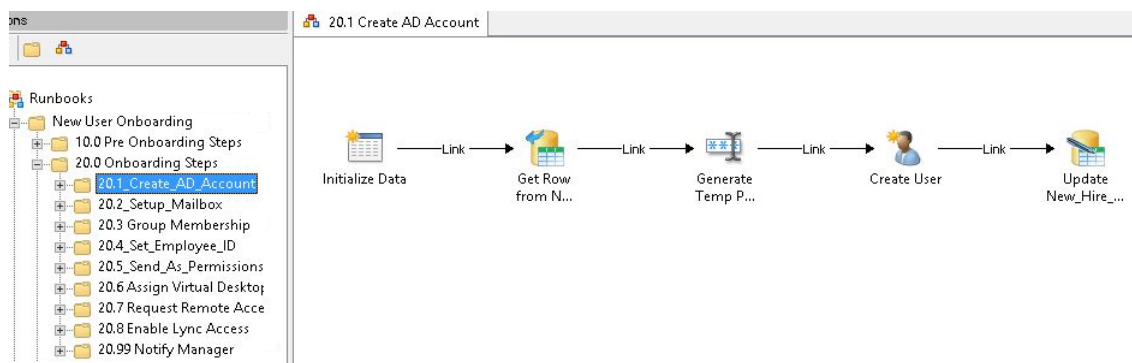 ons
20.1 Create AD Account
Runbooks
New User Onboarding
10.0 Pre Onboarding Steps
20.0 Onboarding Steps
20.1_Create_AD_Account
20.2_Setup_Mailbox
20.3 Group Membership
20.4_Set_Employee_ID
20.5_Send_As_Permissions
20.6 Assign Virtual Desktop
20.7 Request Remote Acce
20.8 Enable Lync Access
20.99 Notify Manager
Link
Link
Link
Link
Initialize Data
Get Row
from N...
Generate
Temp P...
Create User
Update
New_Hire_...